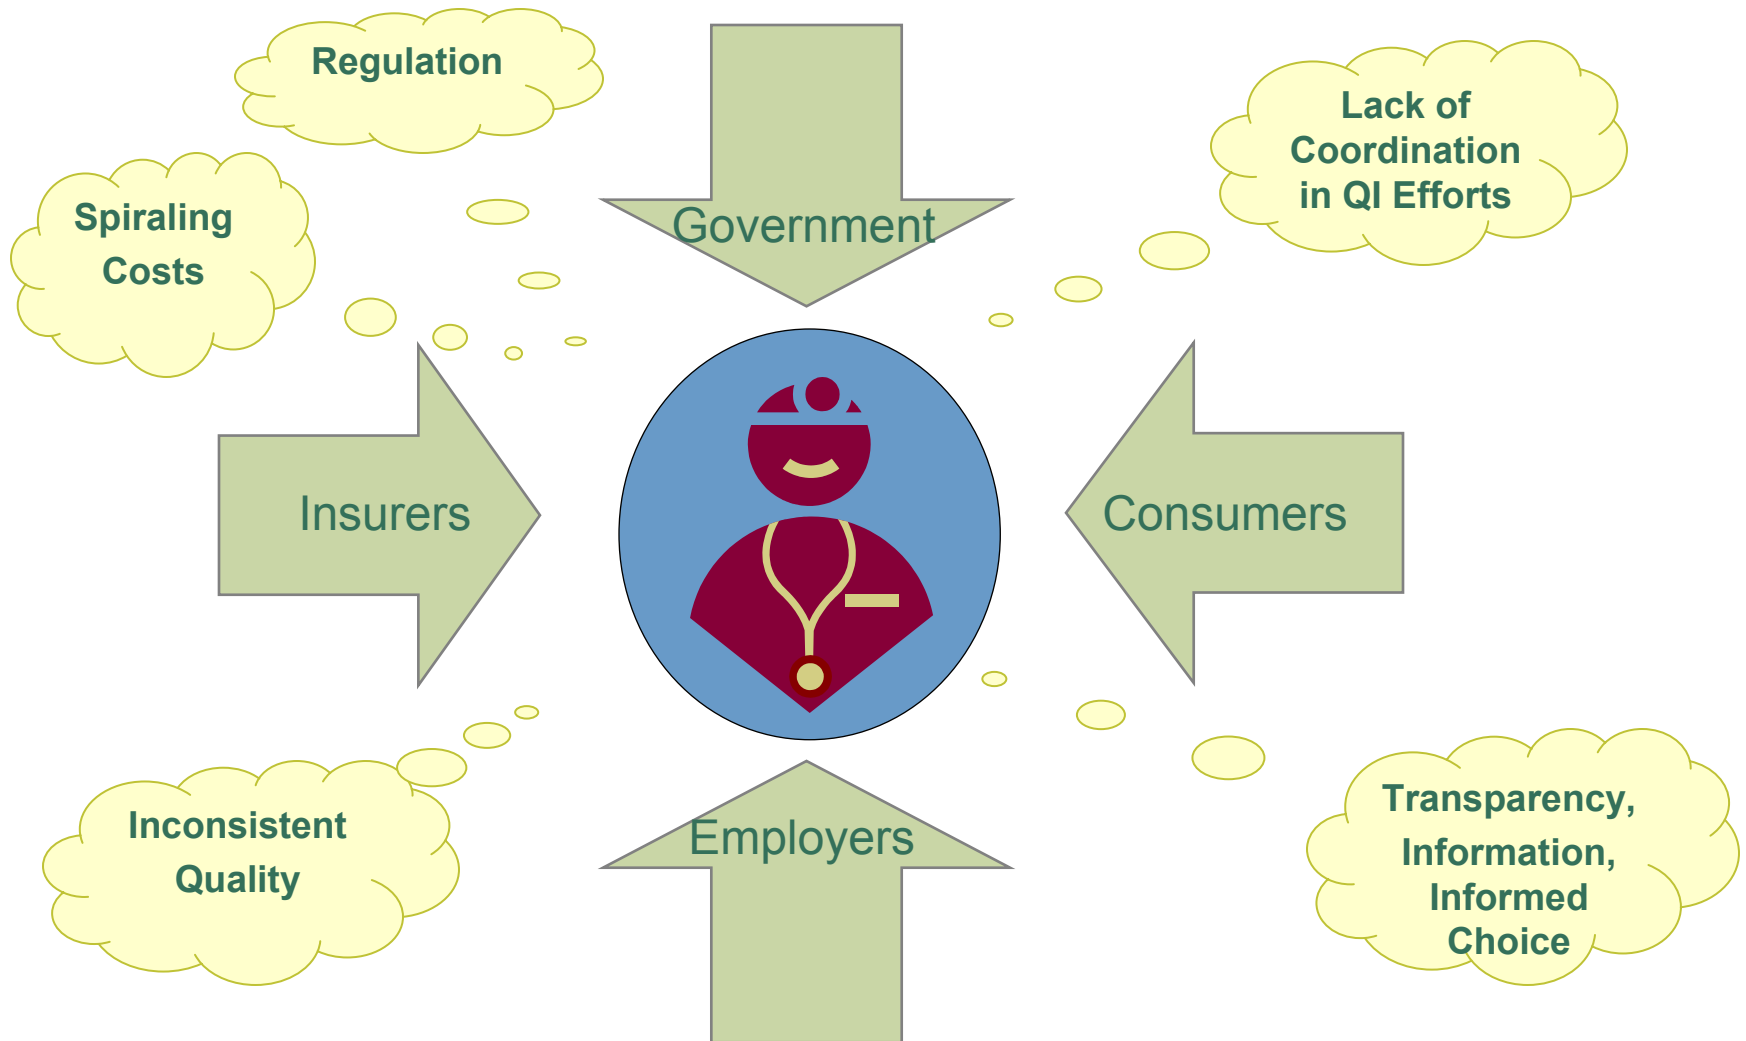 Regulation
Lack of
Coordination
in QI Efforts
Spiraling
Costs
Government
Insurers
Consumers
Employers
Inconsistent
Quality
Transparency,
Information,
Informed
Choice